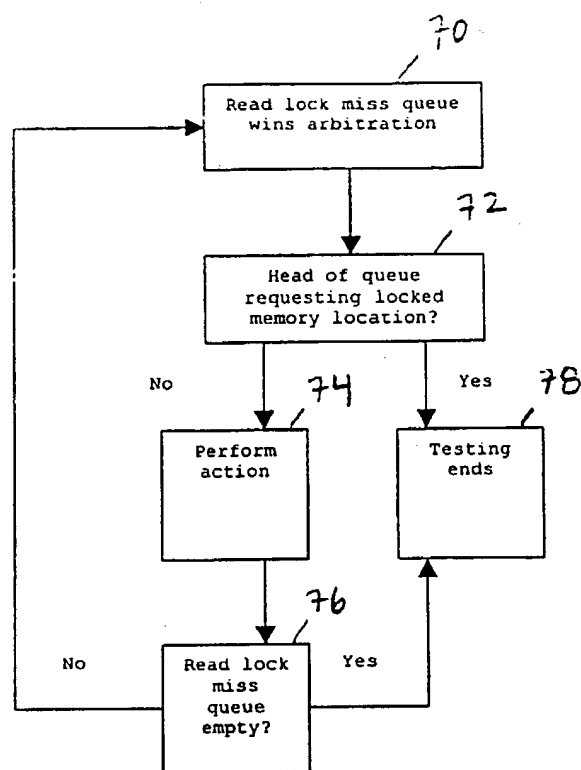 70
Read lock miss queue
wins arbitration
72
Head of queue
requesting locked
memory location?
No
Yes
74
78
Perform
action
Testing
ends
76
No
Read lock
miss
queue
empty?
Yes